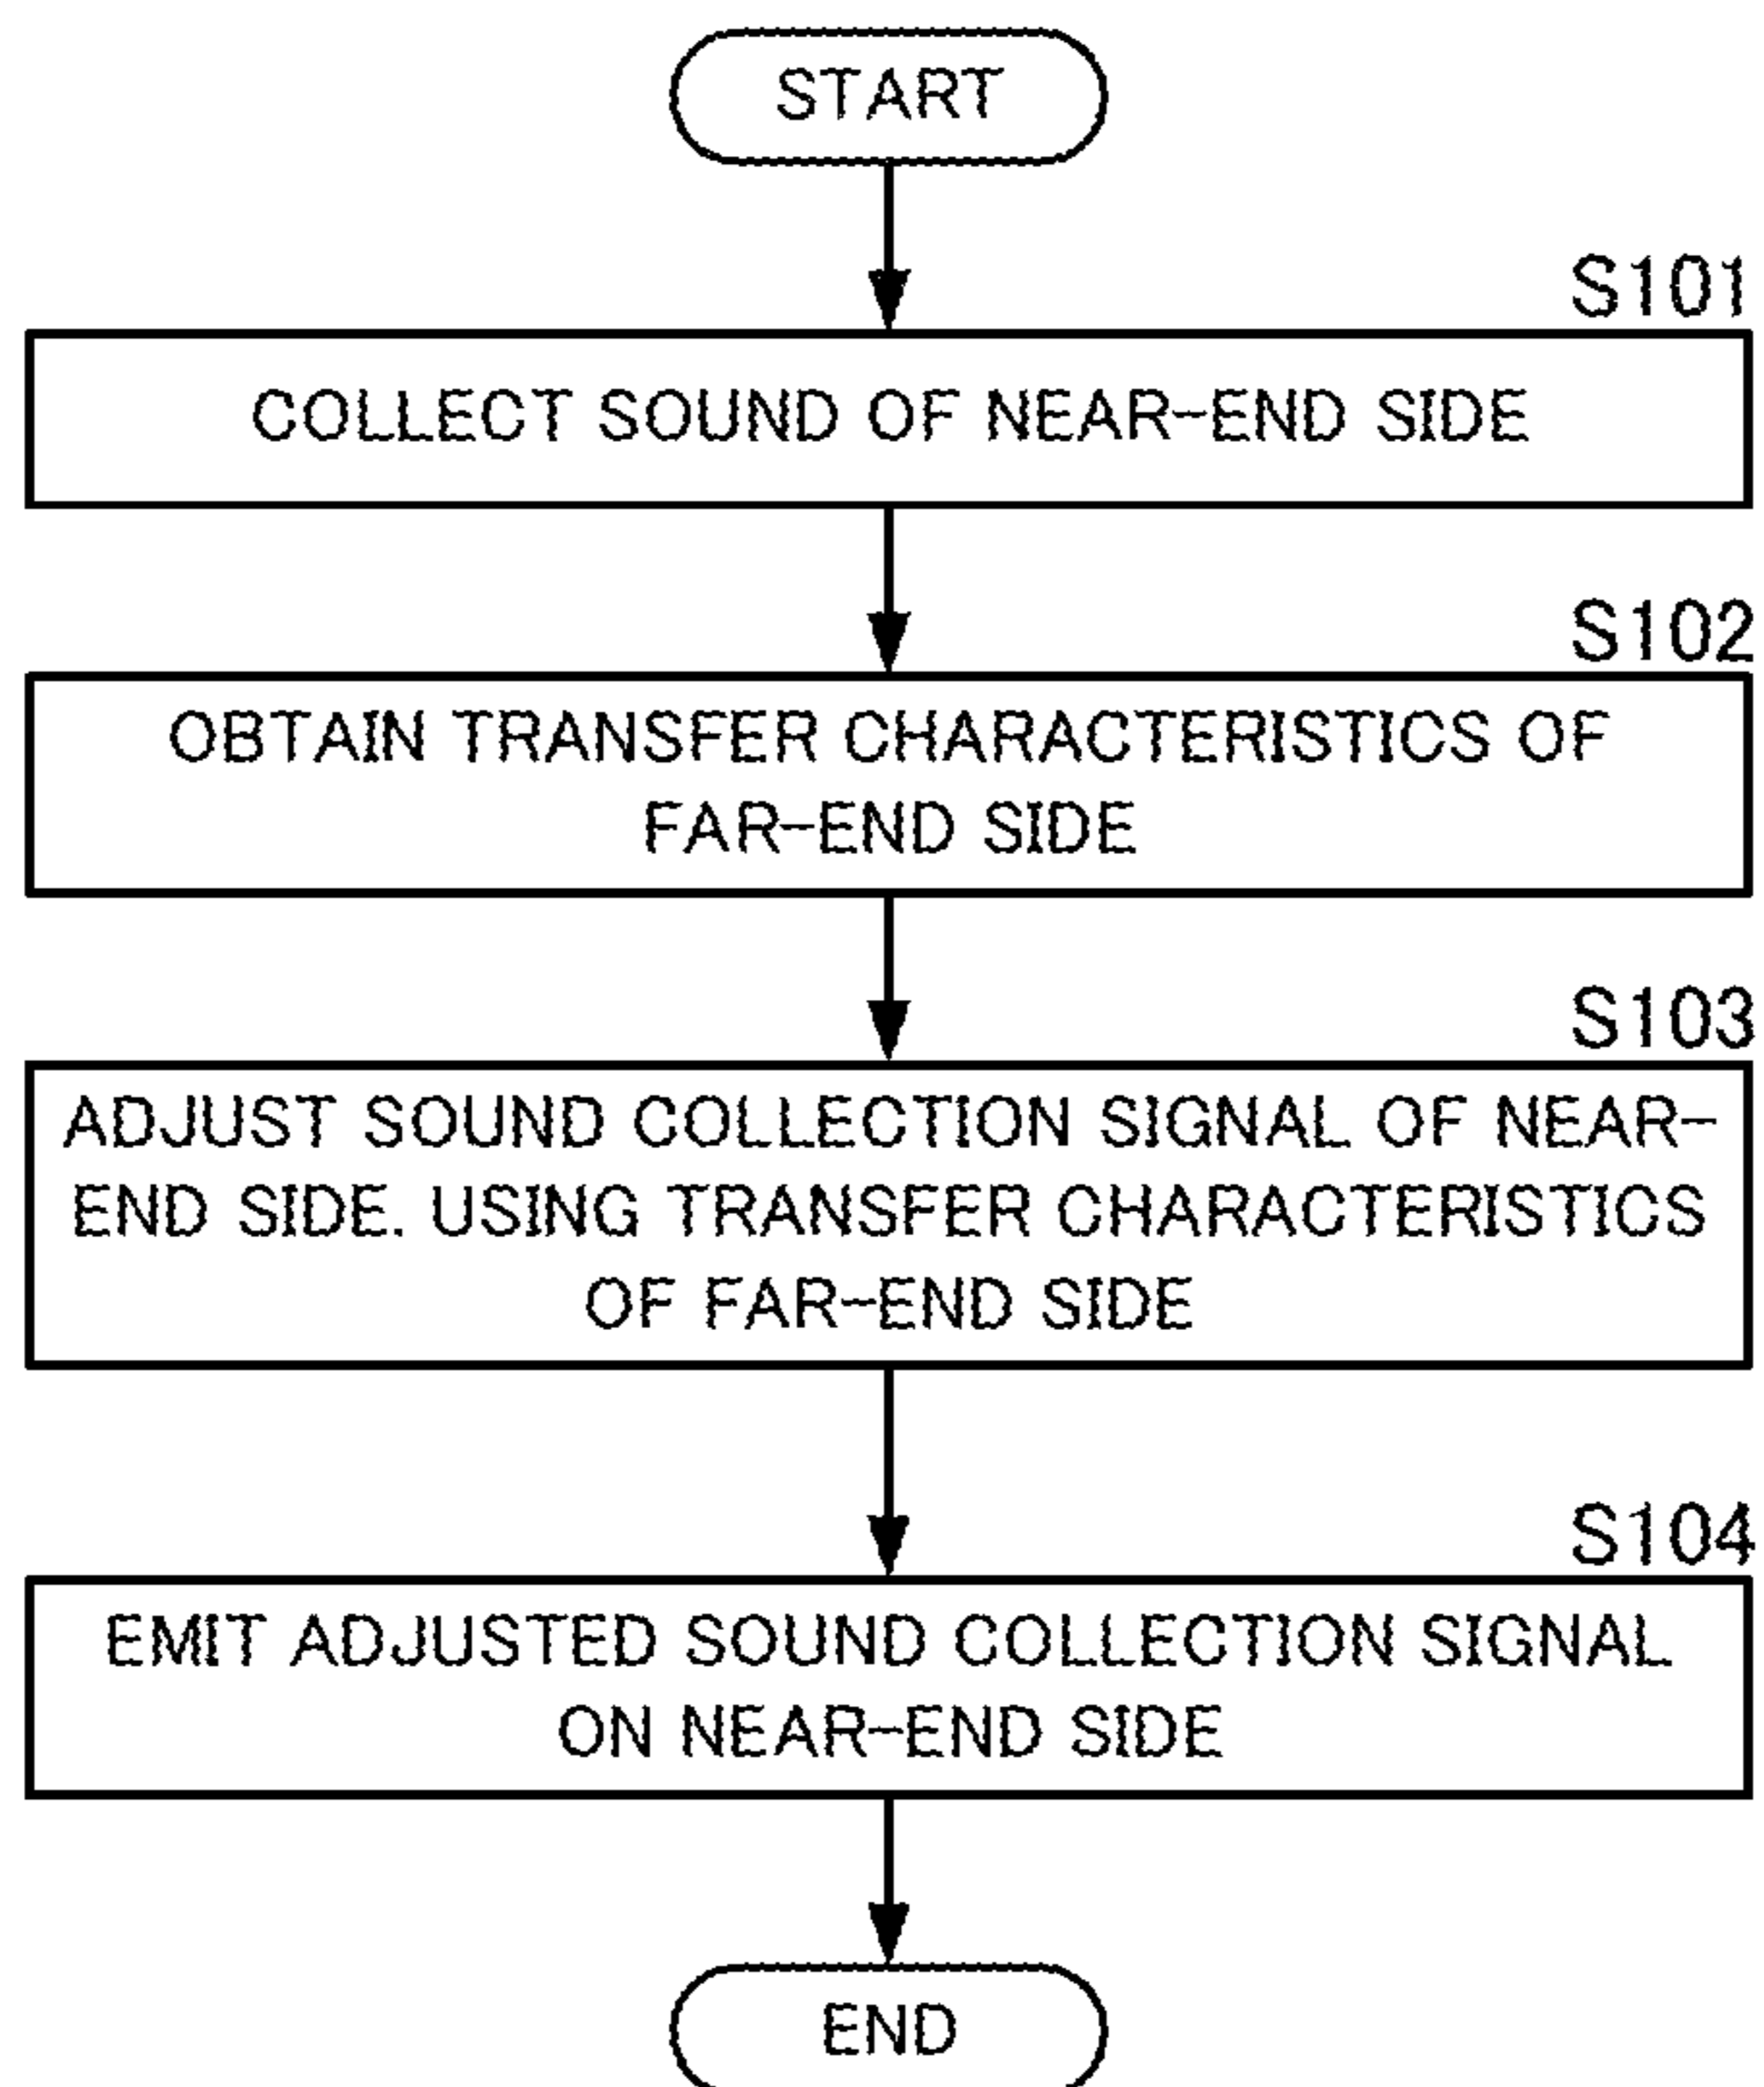 START
S101
COLLECT SOUND OF NEAR-END SIDE
S102
OBTAIN TRANSFER CHARACTERISTICS OF
FAR-END SIDE
S103
ADJUST SOUND COLLECTION SIGNAL OF NEAR-
END SIDE. USING TRANSFER CHARACTERISTICS
OF FAR-END SIDE
S104
EMIT ADJUSTED SOUND COLLECTION SIGNAL
ON NEAR-END SIDE
END